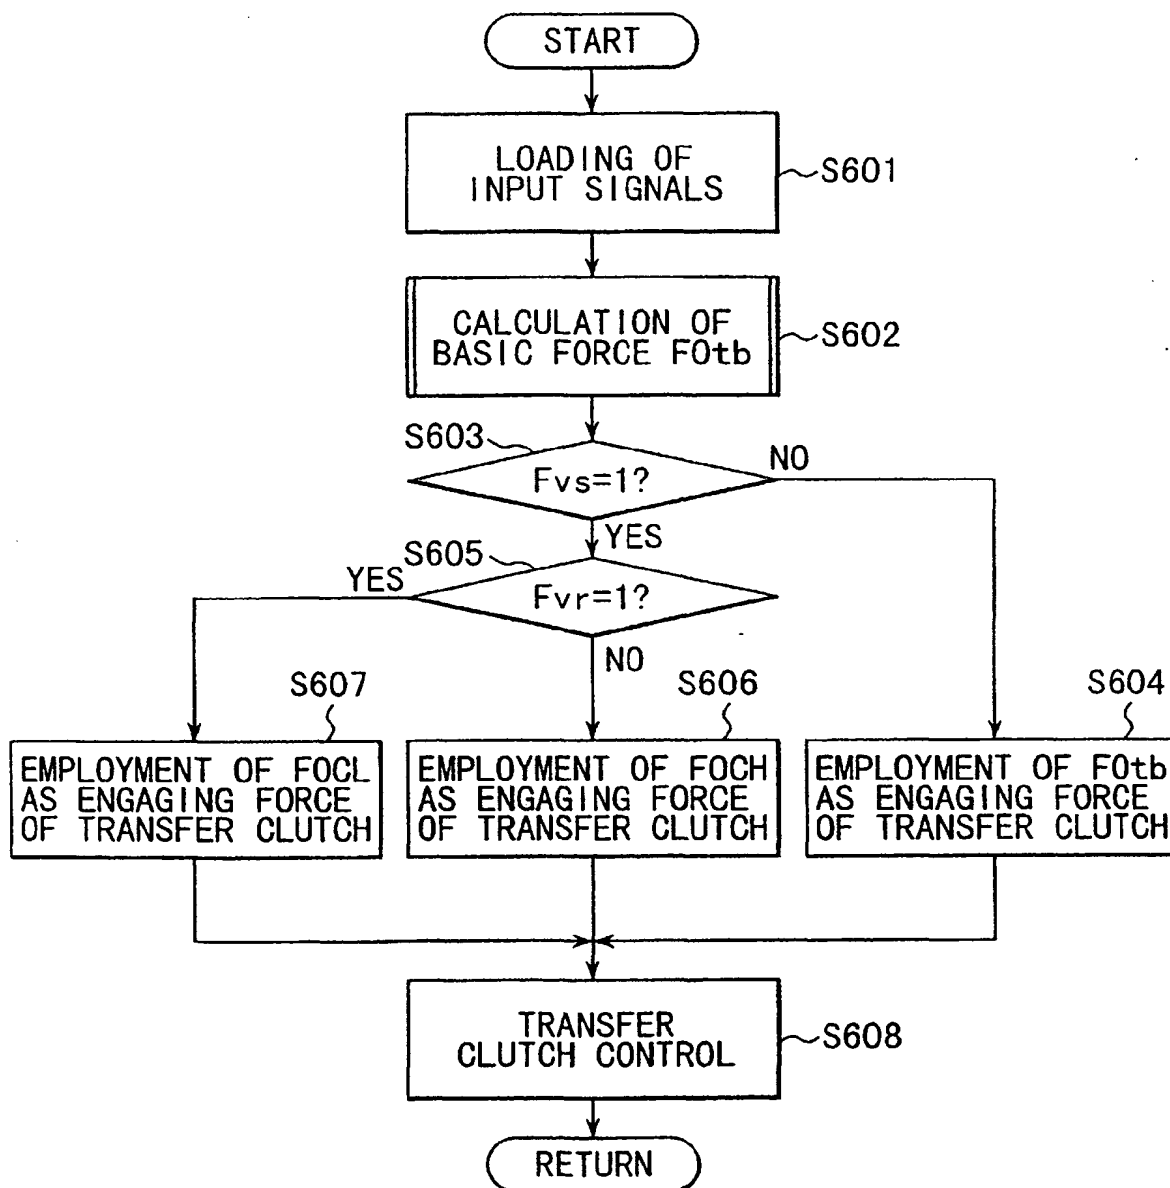 START
LOADING OF
INPUT SIGNALS
S601
CALCULATION OF
BASIC FORCE FOtb
S602
S603
Fvs=1?
NO
YES
S605
Fvr=1?
YES
NO
S607
S606
S604
EMPLOYMENT OF FOCL
AS ENGAGING FORCE
OF TRANSFER CLUTCH
EMPLOYMENT OF FOCH
AS ENGAGING FORCE
OF TRANSFER CLUTCH
EMPLOYMENT OF FOtb
AS ENGAGING FORCE
OF TRANSFER CLUTCH
TRANSFER
CLUTCH CONTROL
S608
RETURN